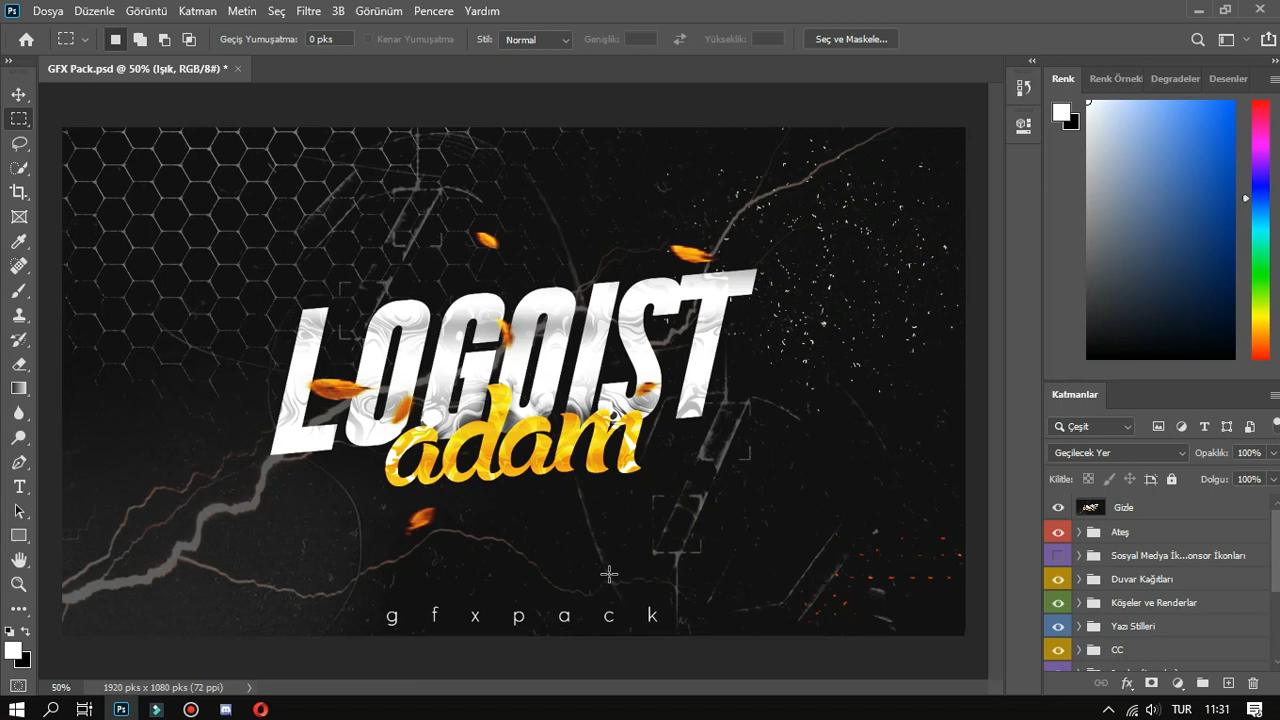 Ps Dosya Düzenle Görüntü Katman Metin Seç Filtre 3B Görünüm Pencere Yardım
Geçiş Yumuşatma: 0 pks Kenar Yumuşatma Stil: Normal Genişlik: Yükseklik: Seç ve Maskele...
GFX Pack.psd @ 50% (Işık, RGB/8#) *
Renk Renk Örnekl Degradeler Desenler
LOGOIST
adam
g f x p a c k
Katmanlar
Çeşit
Geçilecek Yer Opaklık: 100%
Kilitle: Dolgu: 100%
Gizle
Ateş
Sosyal Medya İk...onsor İkonları
Duvar Kağıtları
Köşeler ve Renderlar
Yazı Stilleri
CC
50% 1920 pks x 1080 pks (72 ppi)
Ps TUR 11:31